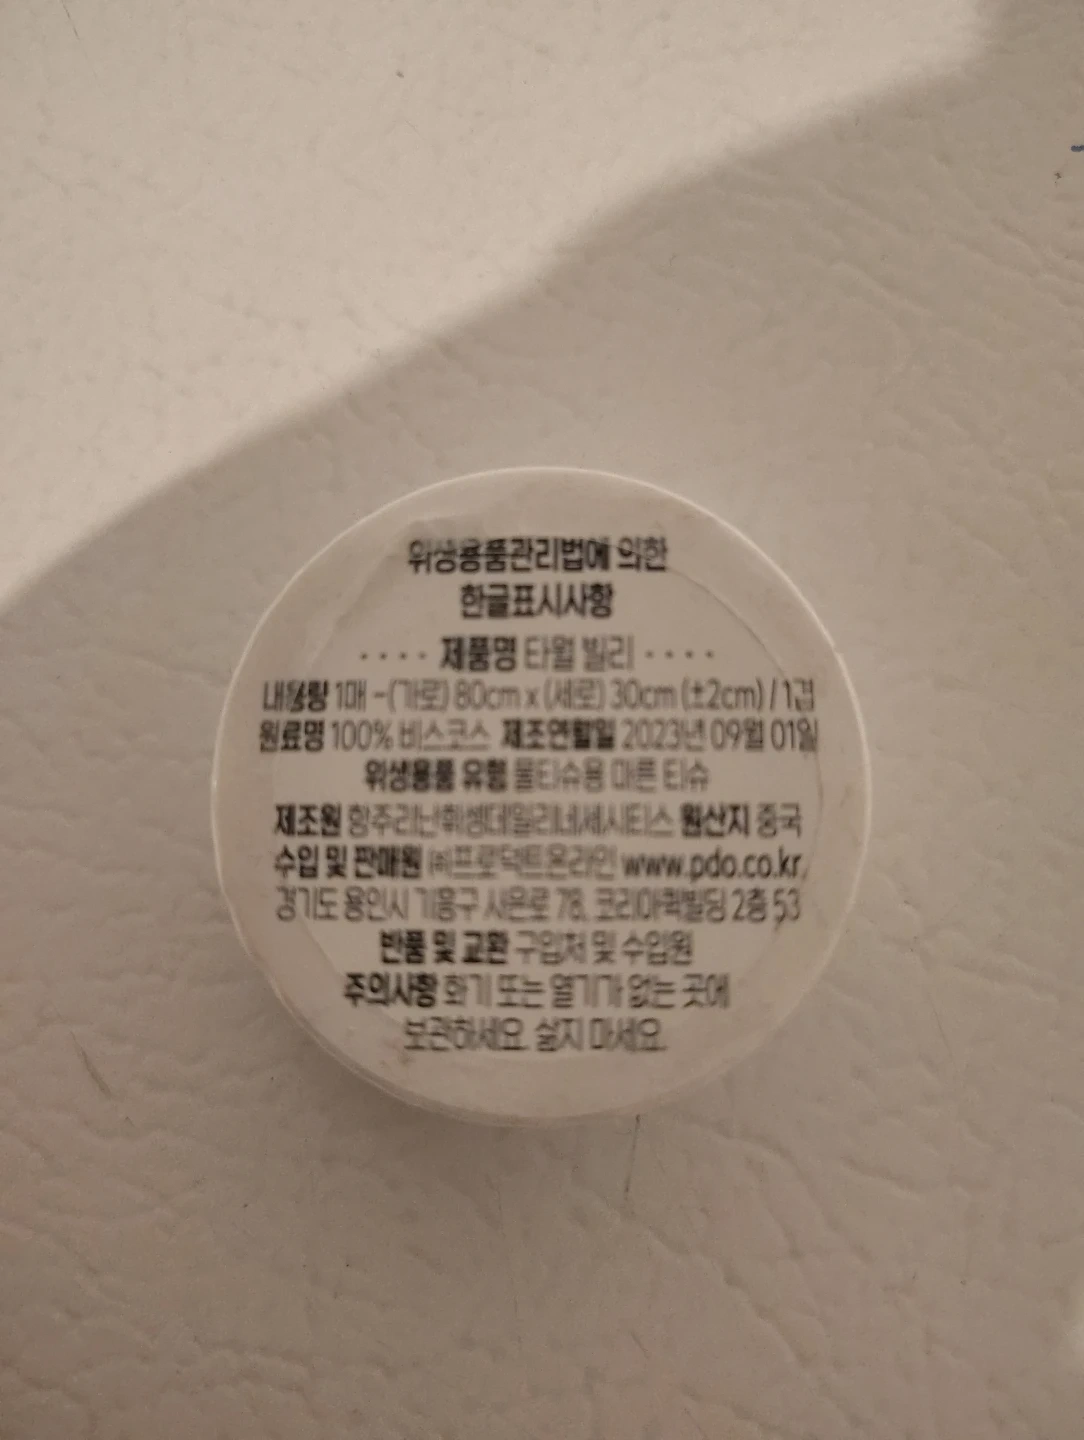 위생용품관리법에 의한
한글표시사항
···· 제품명 타월 빌리 ····
내용량 1매 -(가로) 80cm x (세로) 30cm (±2cm) / 1겹
원료명 100% 비스코스 제조연월일 2023년 09월 01일
위생용품 유형 물티슈용 마른 티슈
제조원 항주리난휘썽데일리네세시티스 원산지 중국
수입 및 판매원 ㈜프로덕트온라인 www.pdo.co.kr,
경기도 용인시 기흥구 사은로 78, 코리아쿽빌딩 2층 53
반품 및 교환 구입처 및 수입원
주의사항 화기 또는 열기가 없는 곳에
보관하세요. 삶지 마세요.